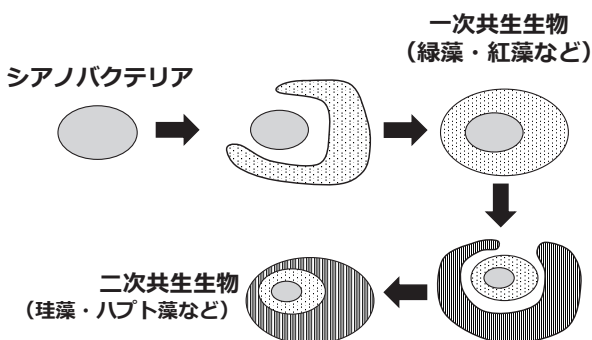 一次共生生物
（緑藻・紅藻など）
シアノバクテリア
二次共生生物
（珪藻・ハプト藻など）